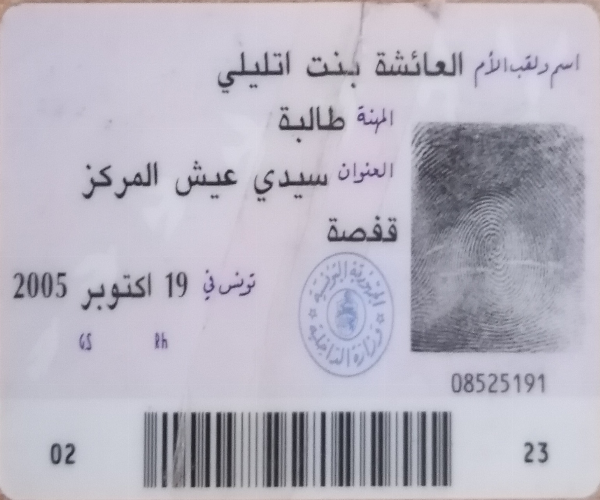 اسم ولقب الأم العائشة بنت اتليلي
المهنة طالبة
العنوان سيدي عيش المركز
قفصة
تونس في 19 اكتوبر 2005
الجمهورية التونسية
وزارة الداخلية
GS Rh
08525191
02 23